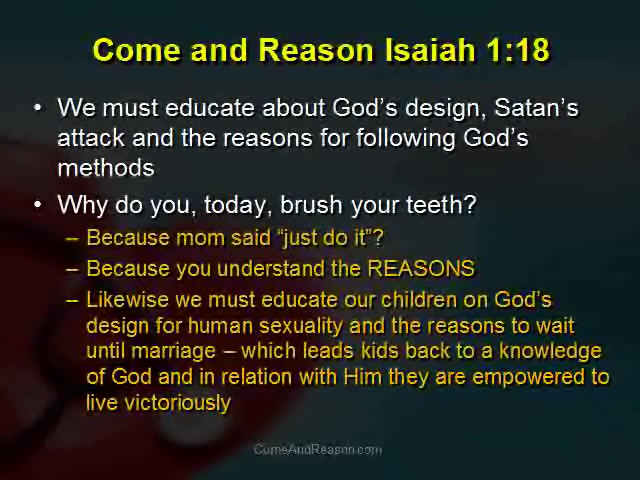 Come and Reason Isaiah 1:18
• We must educate about God's design, Satan's
attack and the reasons for following God's
methods
• Why do you, today, brush your teeth?
– Because mom said "just do it"?
– Because you understand the REASONS
– Likewise we must educate our children on God's
design for human sexuality and the reasons to wait
until marriage – which leads kids back to a knowledge
of God and in relation with Him they are empowered to
live victoriously
ComeAndReason.com